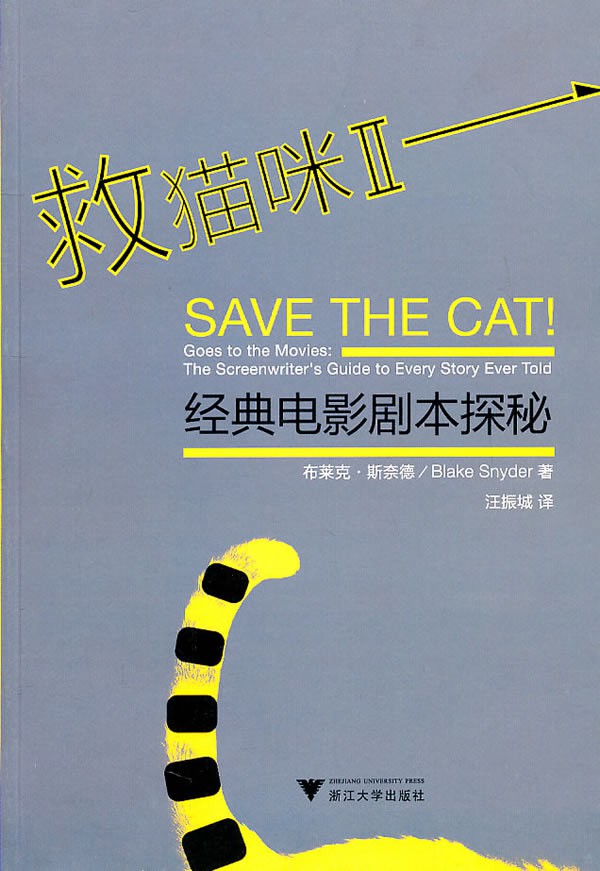 救猫咪Ⅱ
SAVE THE CAT!
Goes to the Movies:
The Screenwriter's Guide to Every Story Ever Told
经典电影剧本探秘
布莱克·斯奈德/Blake Snyder 著
汪振城 译
ZHEJIANG UNIVERSITY PRESS
浙江大学出版社